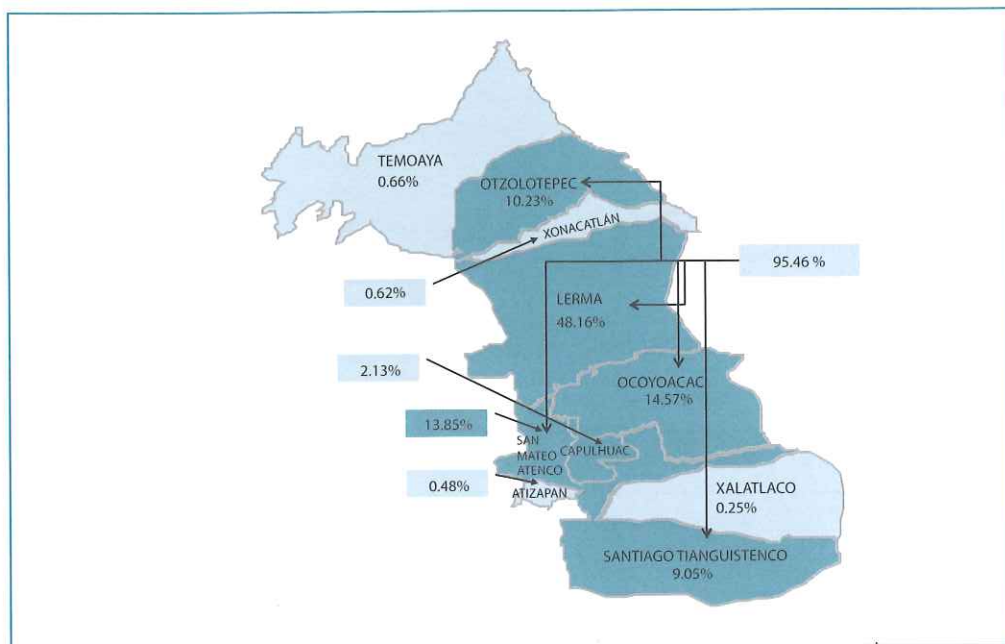 TEMOAYA
0.66%
OTZOLOTEPEC
10.23%
XONACATLÁN
95.46 %
0.62%
LERMA
48.16%
2.13%
OCOYOACAC
14.57%
13.85%
SAN
MATEO
ATENCO
CAPULHUAC
0.48%
ATIZAPAN
XALATLACO
0.25%
SANTIAGO TIANGUISTENCO
9.05%